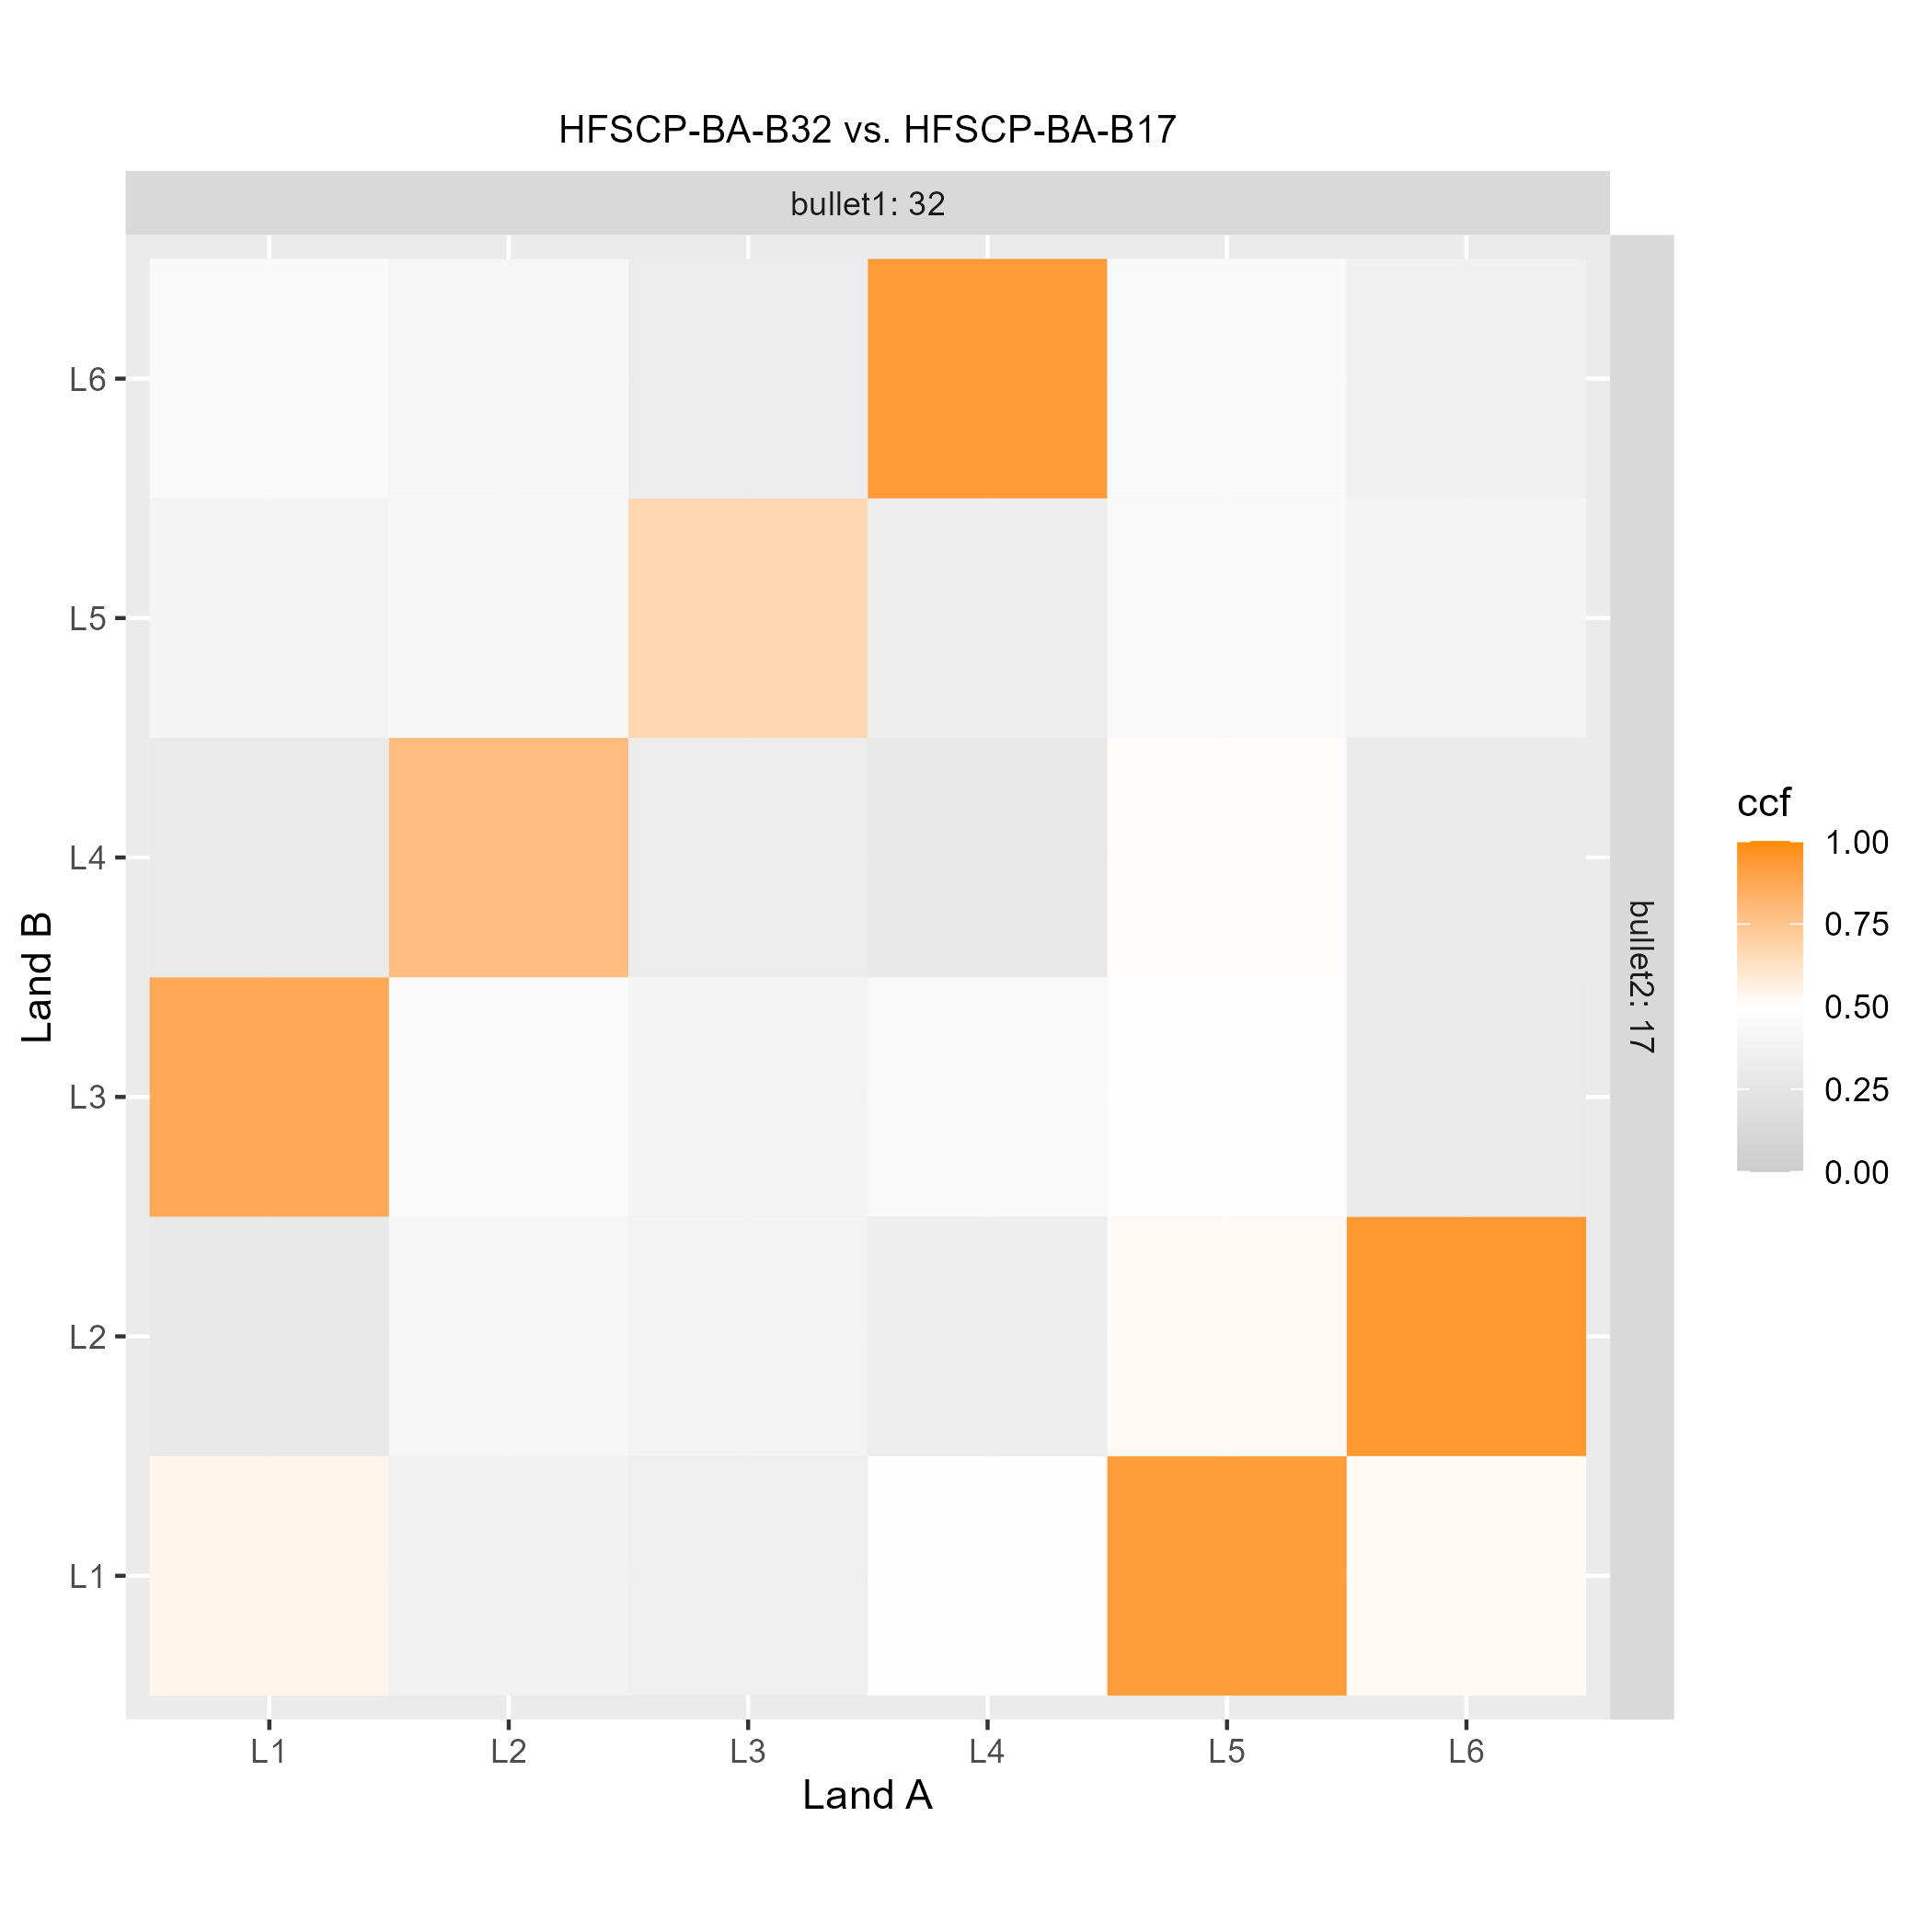 HFSCP-BA-B32 vs. HFSCP-BA-B17
bullet1: 32
L6
L5
L4
L3
L2
L1
Land B
bullet2: 17
L1 L2 L3 L4 L5 L6
Land A
ccf
1.00
0.75
0.50
0.25
0.00